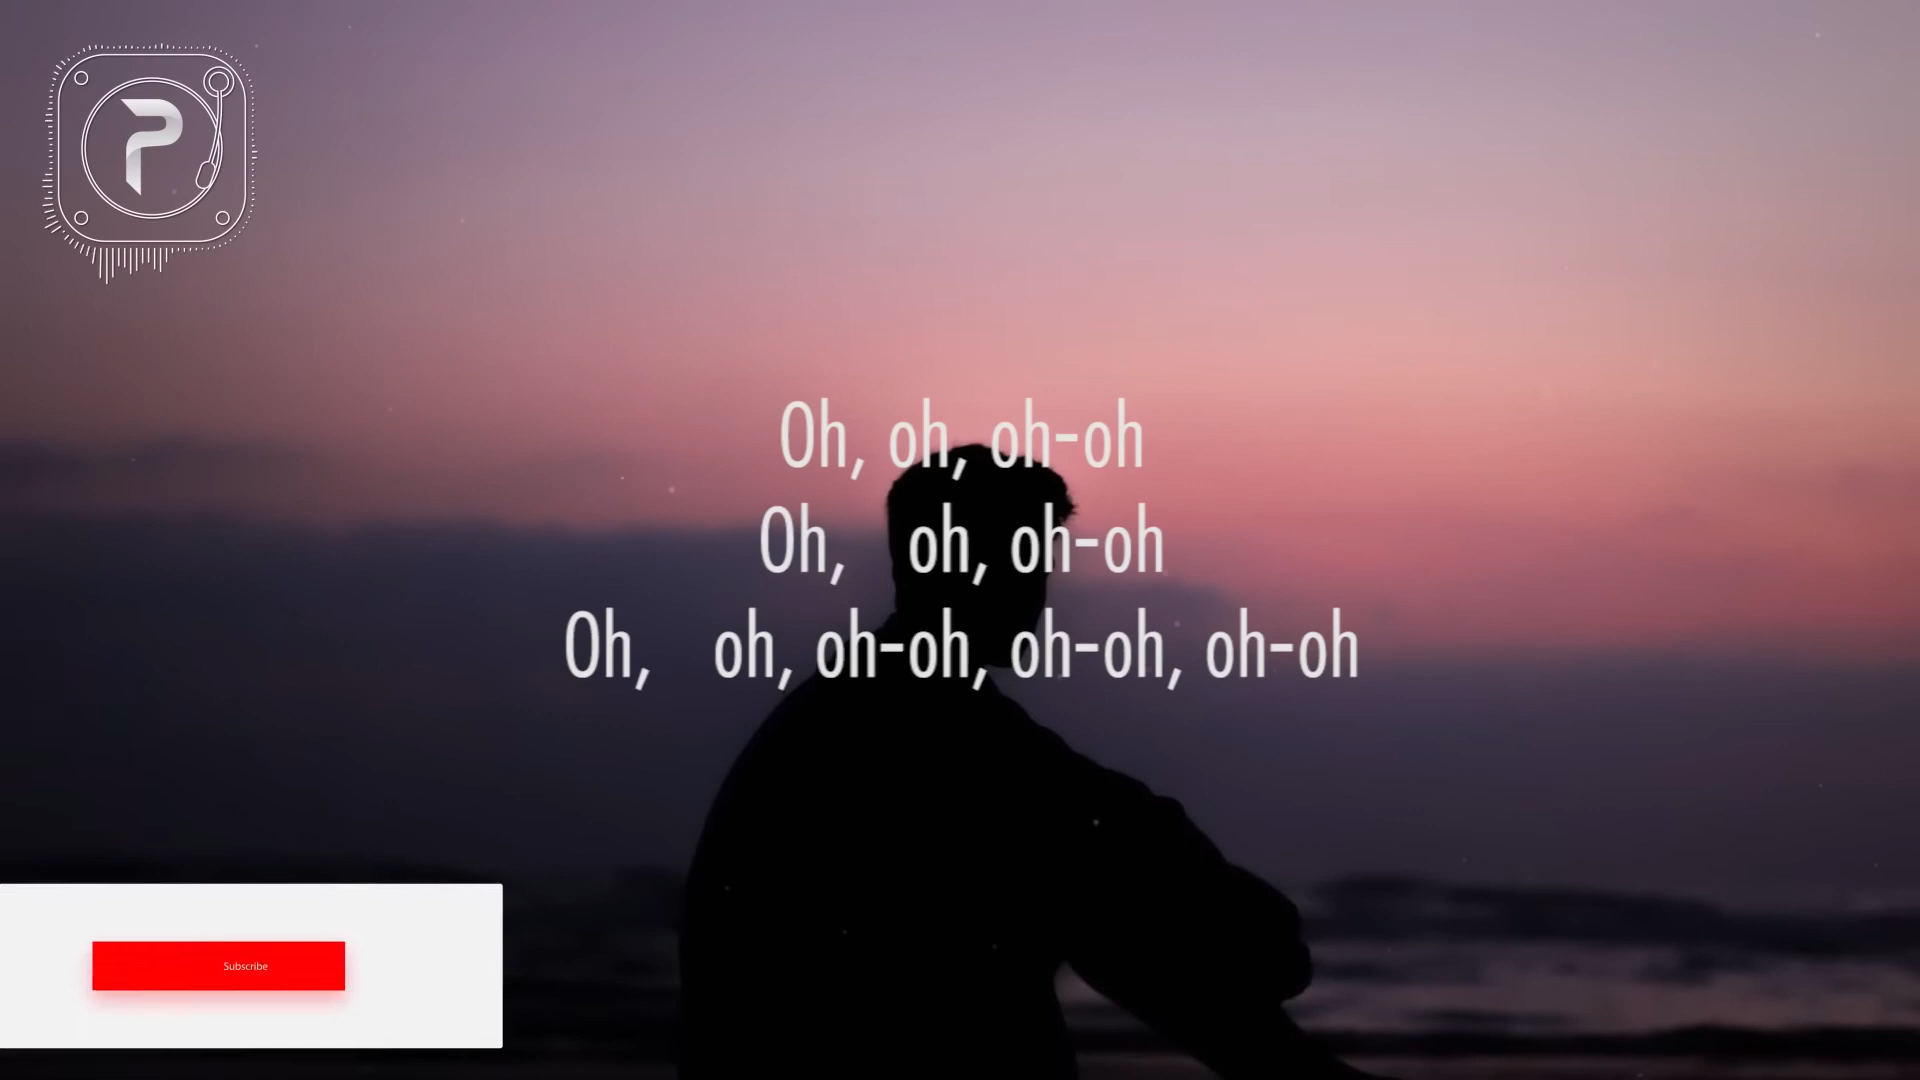 P
Oh, oh, oh-oh
Oh, oh, oh-oh
Oh, oh, oh-oh, oh-oh, oh-oh
Subscribe